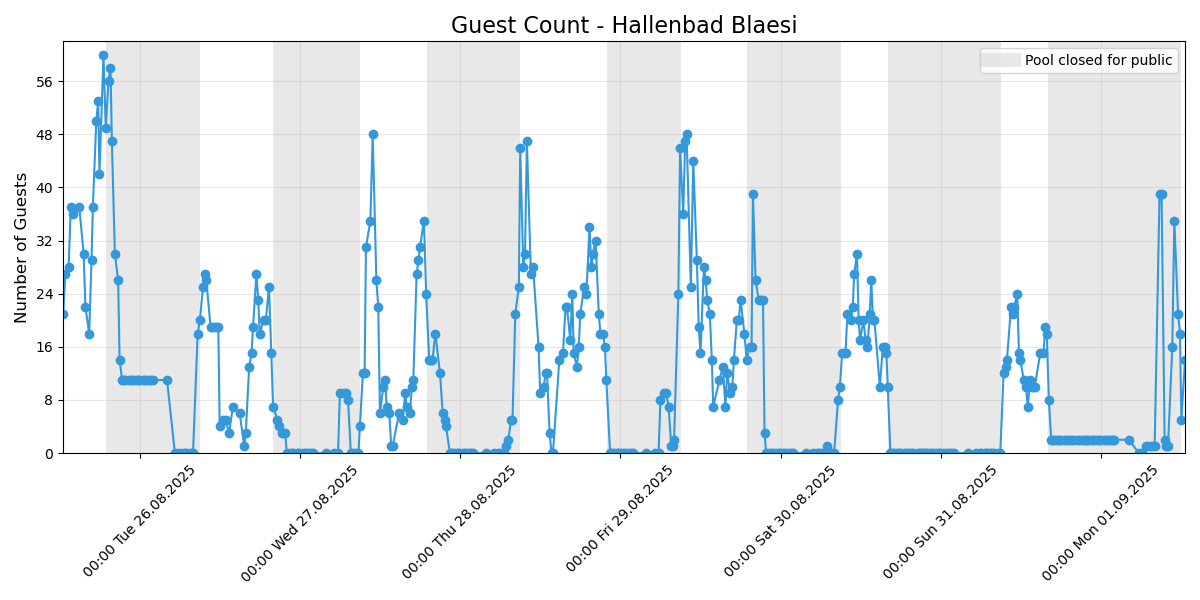 Guest Count - Hallenbad Blaesi
Pool closed for public
Number of Guests
56
48
40
32
24
16
8
0
00:00 Tue 26.08.2025
00:00 Wed 27.08.2025
00:00 Thu 28.08.2025
00:00 Fri 29.08.2025
00:00 Sat 30.08.2025
00:00 Sun 31.08.2025
00:00 Mon 01.09.2025